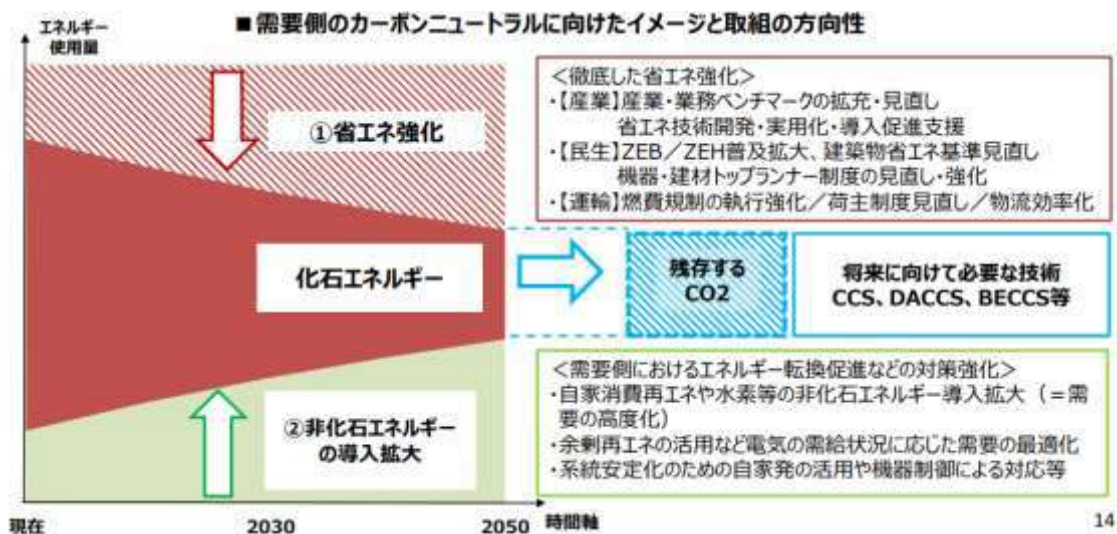 ■需要側のカーボンニュートラルに向けたイメージと取組の方向性
エネルギー
使用量
①省エネ強化
化石エネルギー
②非化石エネルギー
の導入拡大
<徹底した省エネ強化>
・【産業】産業・業務ベンチマークの拡充・見直し
省エネ技術開発・実用化・導入促進支援
・【民生】ZEB/ZEH普及拡大、建築物省エネ基準見直し
機器・建材トップランナー制度の見直し・強化
・【運輸】燃費規制の執行強化/荷主制度見直し/物流効率化
残存する
CO2
将来に向けて必要な技術
CCS、DACCS、BECCS等
<需要側におけるエネルギー転換促進などの対策強化>
・自家消費再エネや水素等の非化石エネルギー導入拡大（＝需
要の高度化）
・余剰再エネの活用など電気の需給状況に応じた需要の最適化
・系統安定化のための自家発の活用や機器制御による対応等
現在
2030
2050
時間軸
14